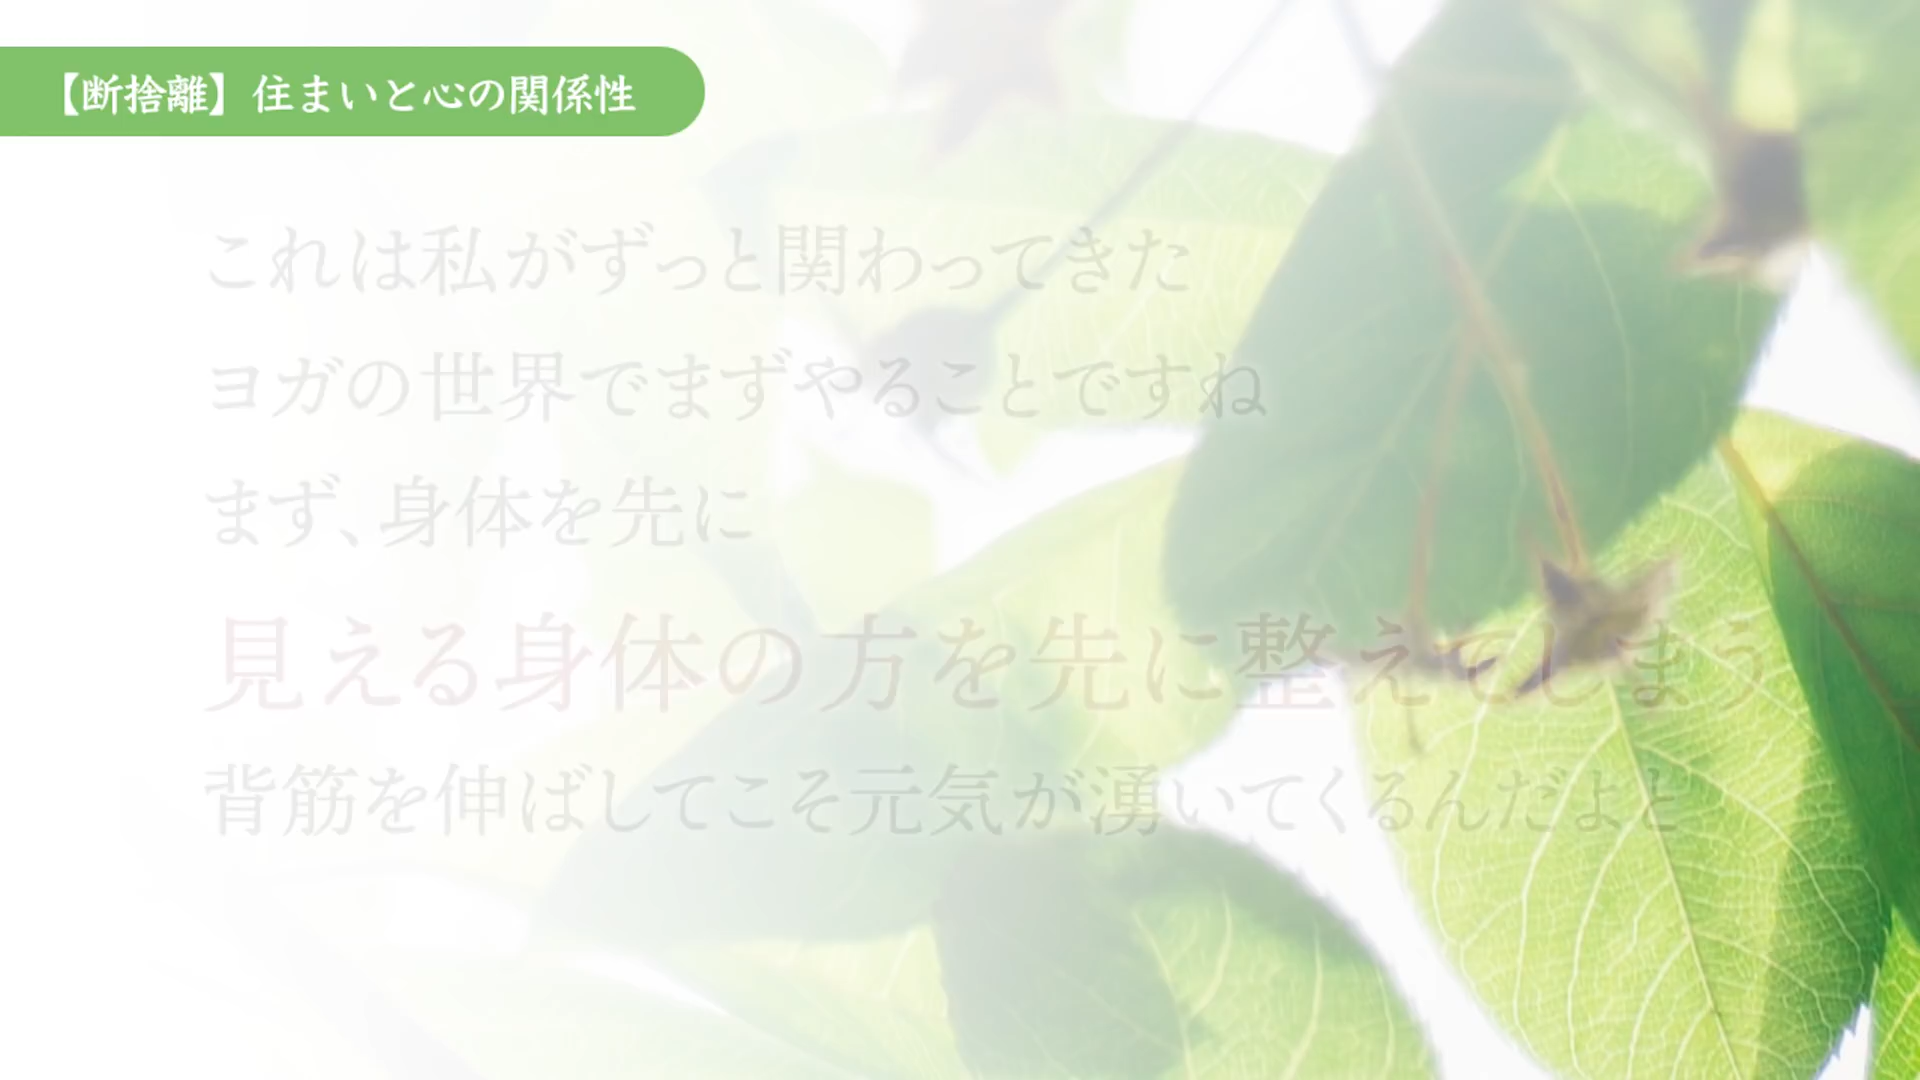 【断捨離】住まいと心の関係性
これは私がずっと関わってきた
ヨガの世界でまずやることですね
まず、身体を先に
見える身体の方を先に整えてしまう
背筋を伸ばしてこそ元気が湧いてくるんだよと